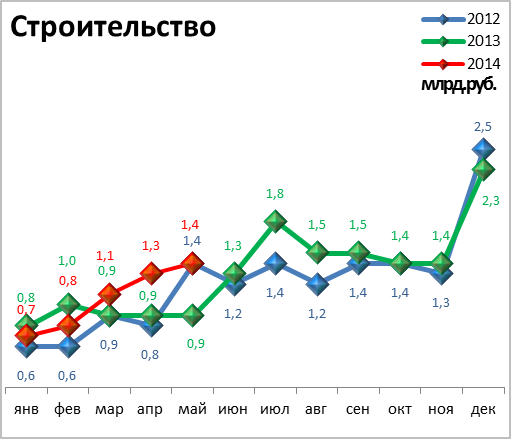 Строительство
2012
2013
2014
млрд.руб.
2,5
1,8
1,5 1,5 1,4 1,4
2,3
1,1 1,3 1,4
1,0 0,9 1,4 1,3
0,8 0,8
0,7 0,9
1,4 1,4 1,4
1,2 1,2 1,3
0,9 0,8 0,9
0,6 0,6
янв фев мар апр май июн июл авг сен окт ноя дек